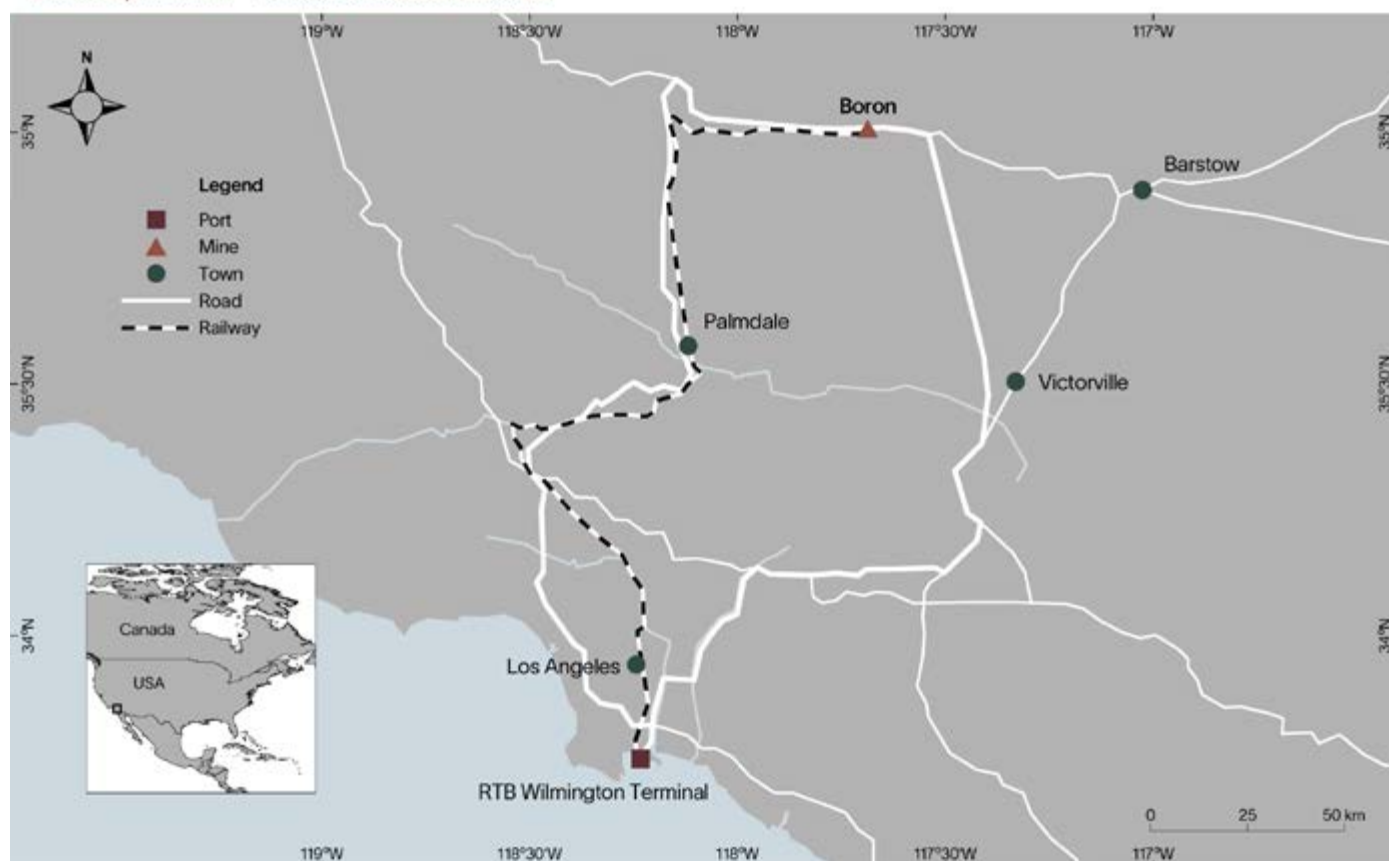 119°W 118°30'W 118°W 117°30'W 117°W
N
Boron
35°N
35°N
Barstow
Legend
Port
Mine
Town
Road
Railway
Palmdale
35°30'N
35°30'N
Victorville
Canada
USA
34°N
34°N
Los Angeles
RTB Wilmington Terminal
0 25 50 km
119°W 118°30'W 118°W 117°30'W 117°W